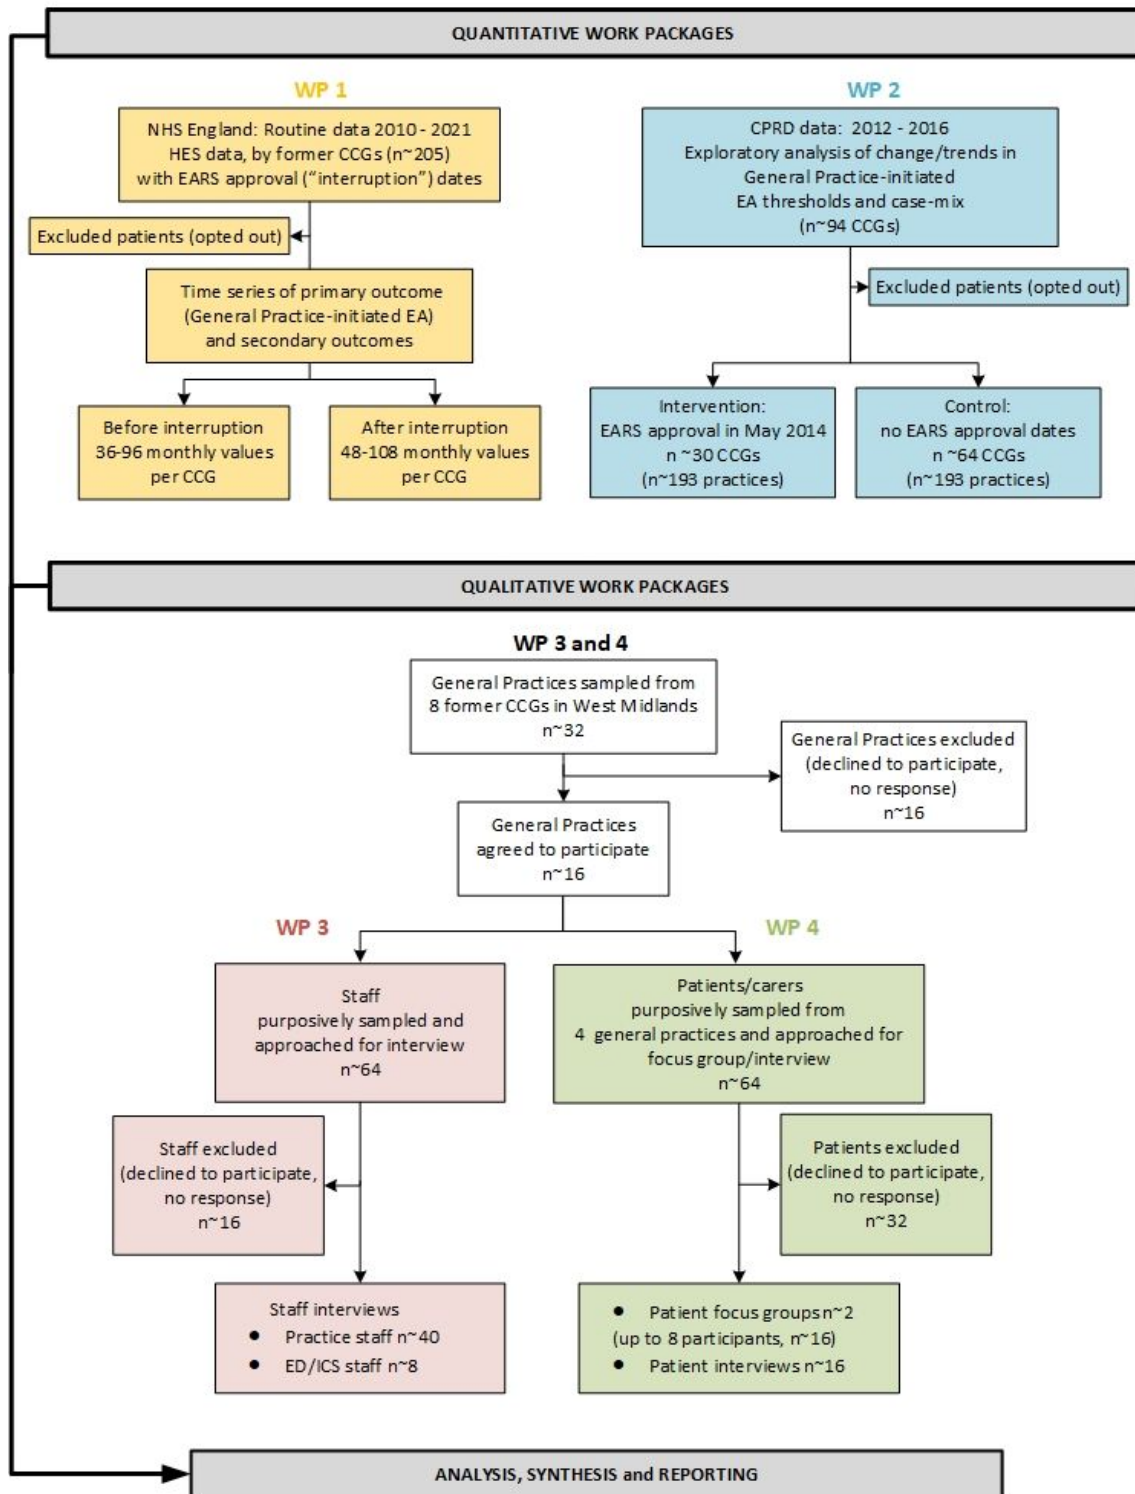 QUANTITATIVE WORK PACKAGES
WP 1
NHS England: Routine data 2010 - 2021
HES data, by former CCGs (n~205)
with EARS approval (“interruption”) dates
Excluded patients (opted out)
Time series of primary outcome
(General Practice-initiated EA)
and secondary outcomes
Before interruption
36-96 monthly values
per CCG
After interruption
48-108 monthly values
per CCG
WP 2
CPRD data: 2012 - 2016
Exploratory analysis of change/trends in
General Practice-initiated
EA thresholds and case-mix
(n~94 CCGs)
Excluded patients (opted out)
Intervention:
EARS approval in May 2014
n ~30 CCGs
(n~193 practices)
Control:
no EARS approval dates
n ~64 CCGs
(n~193 practices)
QUALITATIVE WORK PACKAGES
WP 3 and 4
General Practices sampled from
8 former CCGs in West Midlands
n~32
General Practices excluded
(declined to participate,
no response)
n~16
General Practices
agreed to participate
n~16
WP 3
Staff
purposively sampled and
approached for interview
n~64
Staff excluded
(declined to participate,
no response)
n~16
Staff interviews
● Practice staff n~40
● ED/ICS staff n~8
WP 4
Patients/carers
purposively sampled from
4 general practices and approached for
focus group/interview
n~64
Patients excluded
(declined to participate,
no response)
n~32
● Patient focus groups n~2
(up to 8 participants, n~16)
● Patient interviews n~16
ANALYSIS, SYNTHESIS and REPORTING